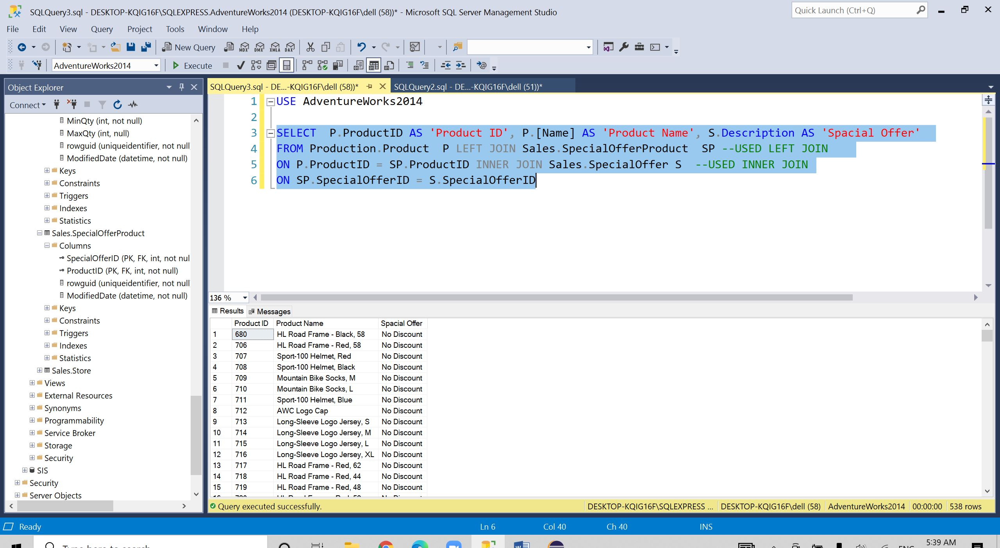 SQLQuery3.sql - DESKTOP-KQIG16F\SQLEXPRESS.AdventureWorks2014 (DESKTOP-KQIG16F\dell (58))* - Microsoft SQL Server Management Studio
Quick Launch (Ctrl+Q)
File Edit View Query Project Tools Window Help
New Query MDX DMX XMLA DAX
AdventureWorks2014 Execute
Object Explorer
Connect
MinQty (int, not null)
MaxQty (int, null)
rowguid (uniqueidentifier, not null
ModifiedDate (datetime, not null)
Keys
Constraints
Triggers
Indexes
Statistics
Sales.SpecialOfferProduct
Columns
SpecialOfferID (PK, FK, int, not nul
ProductID (PK, FK, int, not null)
rowguid (uniqueidentifier, not null
ModifiedDate (datetime, not null)
Keys
Constraints
Triggers
Indexes
Statistics
Sales.Store
Views
External Resources
Synonyms
Programmability
Service Broker
Storage
Security
SIS
Security
Server Objects
SQLQuery3.sql - DE...-KQIG16F\dell (58))* SQLQuery2.sql - DE...-KQIG16F\dell (51))*
1 USE AdventureWorks2014
2
3 SELECT P.ProductID AS 'Product ID', P.[Name] AS 'Product Name', S.Description AS 'Spacial Offer'
4 FROM Production.Product P LEFT JOIN Sales.SpecialOfferProduct SP --USED LEFT JOIN
5 ON P.ProductID = SP.ProductID INNER JOIN Sales.SpecialOffer S --USED INNER JOIN
6 ON SP.SpecialOfferID = S.SpecialOfferID
136 %
Results Messages
Product ID Product Name Spacial Offer
1 680 HL Road Frame - Black, 58 No Discount
2 706 HL Road Frame - Red, 58 No Discount
3 707 Sport-100 Helmet, Red No Discount
4 708 Sport-100 Helmet, Black No Discount
5 709 Mountain Bike Socks, M No Discount
6 710 Mountain Bike Socks, L No Discount
7 711 Sport-100 Helmet, Blue No Discount
8 712 AWC Logo Cap No Discount
9 713 Long-Sleeve Logo Jersey, S No Discount
10 714 Long-Sleeve Logo Jersey, M No Discount
11 715 Long-Sleeve Logo Jersey, L No Discount
12 716 Long-Sleeve Logo Jersey, XL No Discount
13 717 HL Road Frame - Red, 62 No Discount
14 718 HL Road Frame - Red, 44 No Discount
15 719 HL Road Frame - Red, 48 No Discount
Query executed successfully. DESKTOP-KQIG16F\SQLEXPRESS ... DESKTOP-KQIG16F\dell (58) AdventureWorks2014 00:00:00 538 rows
Ready Ln 6 Col 40 Ch 40 INS
Type here to search
ENG
5:39 AM